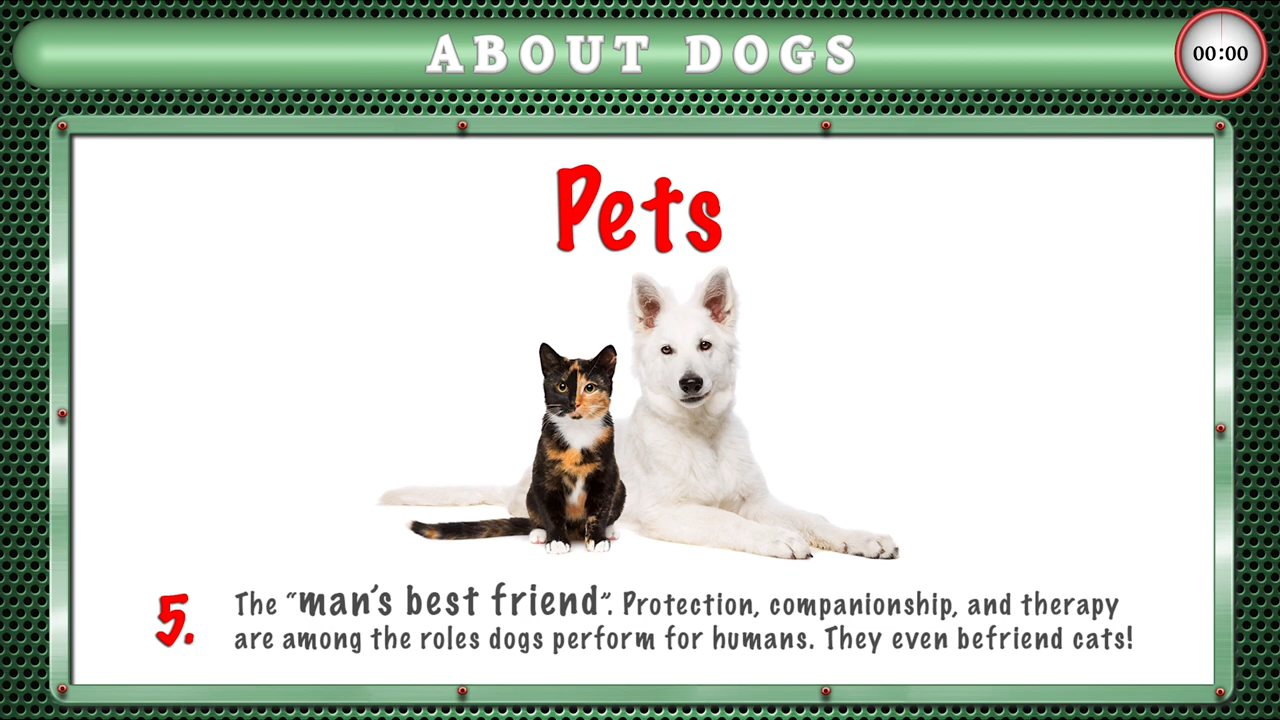 ABOUT DOGS
00:00
Pets
5. The “man’s best friend”. Protection, companionship, and therapy
are among the roles dogs perform for humans. They even befriend cats!